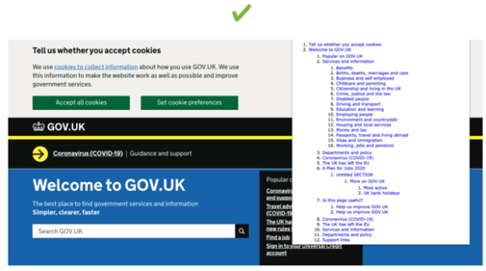 Tell us whether you accept cookies
We use cookies to collect information about how you use GOV.UK. We use
this information to make the website work as well as possible and improve
government services.
Accept all cookies
Set cookie preferences
GOV.UK
Coronavirus (COVID-19) | Guidance and support
Welcome to GOV.UK
The best place to find government services and information
Simpler, clearer, faster
Search GOV.UK
Popular o
Coronavirus
and suppo
Travel advi
(COVID-19
The UK ha
new rules
Find a job
Sign in to your Universal Credit
account
1. Tell us whether you accept cookies
2. Welcome to GOV.UK
1. Popular on GOV.UK
2. Services and information
1. Benefits
2. Births, deaths, marriages and care
3. Business and self-employed
4. Childcare and parenting
5. Citizenship and living in the UK
6. Crime, justice and the law
7. Disabled people
8. Driving and transport
9. Education and learning
10. Employing people
11. Environment and countryside
12. Housing and local services
13. Money and tax
14. Passports, travel and living abroad
15. Visas and immigration
16. Working, jobs and pensions
3. Departments and policy
4. Coronavirus (COVID-19)
5. The UK has left the EU
6. A Plan for Jobs 2020
1. Untitled SECTION
1. More on GOV.UK
1. Most active
2. UK bank holidays
7. Is this page useful?
1. Help us improve GOV.UK
2. Help us improve GOV.UK
8. Coronavirus (COVID-19)
9. The UK has left the EU
10. Services and information
11. Departments and policy
12. Support links